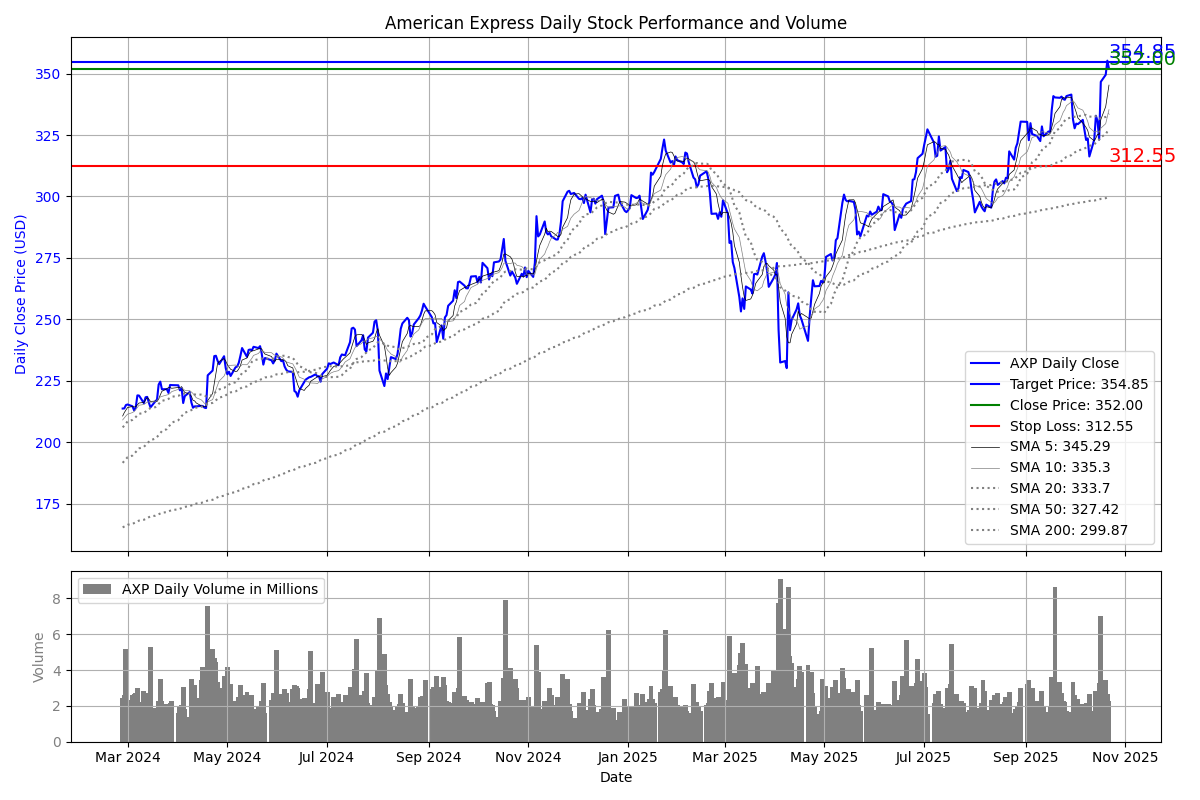 American Express Daily Stock Performance and Volume
354.85
352.00
350
325
312.55
300
275
250
225
200
175
Daily Close Price (USD)
AXP Daily Close
Target Price: 354.85
Close Price: 352.00
Stop Loss: 312.55
SMA 5: 345.29
SMA 10: 335.3
SMA 20: 333.7
SMA 50: 327.42
SMA 200: 299.87
AXP Daily Volume in Millions
8
6
4
2
0
Volume
Mar 2024 May 2024 Jul 2024 Sep 2024 Nov 2024 Jan 2025 Mar 2025 May 2025 Jul 2025 Sep 2025 Nov 2025
Date